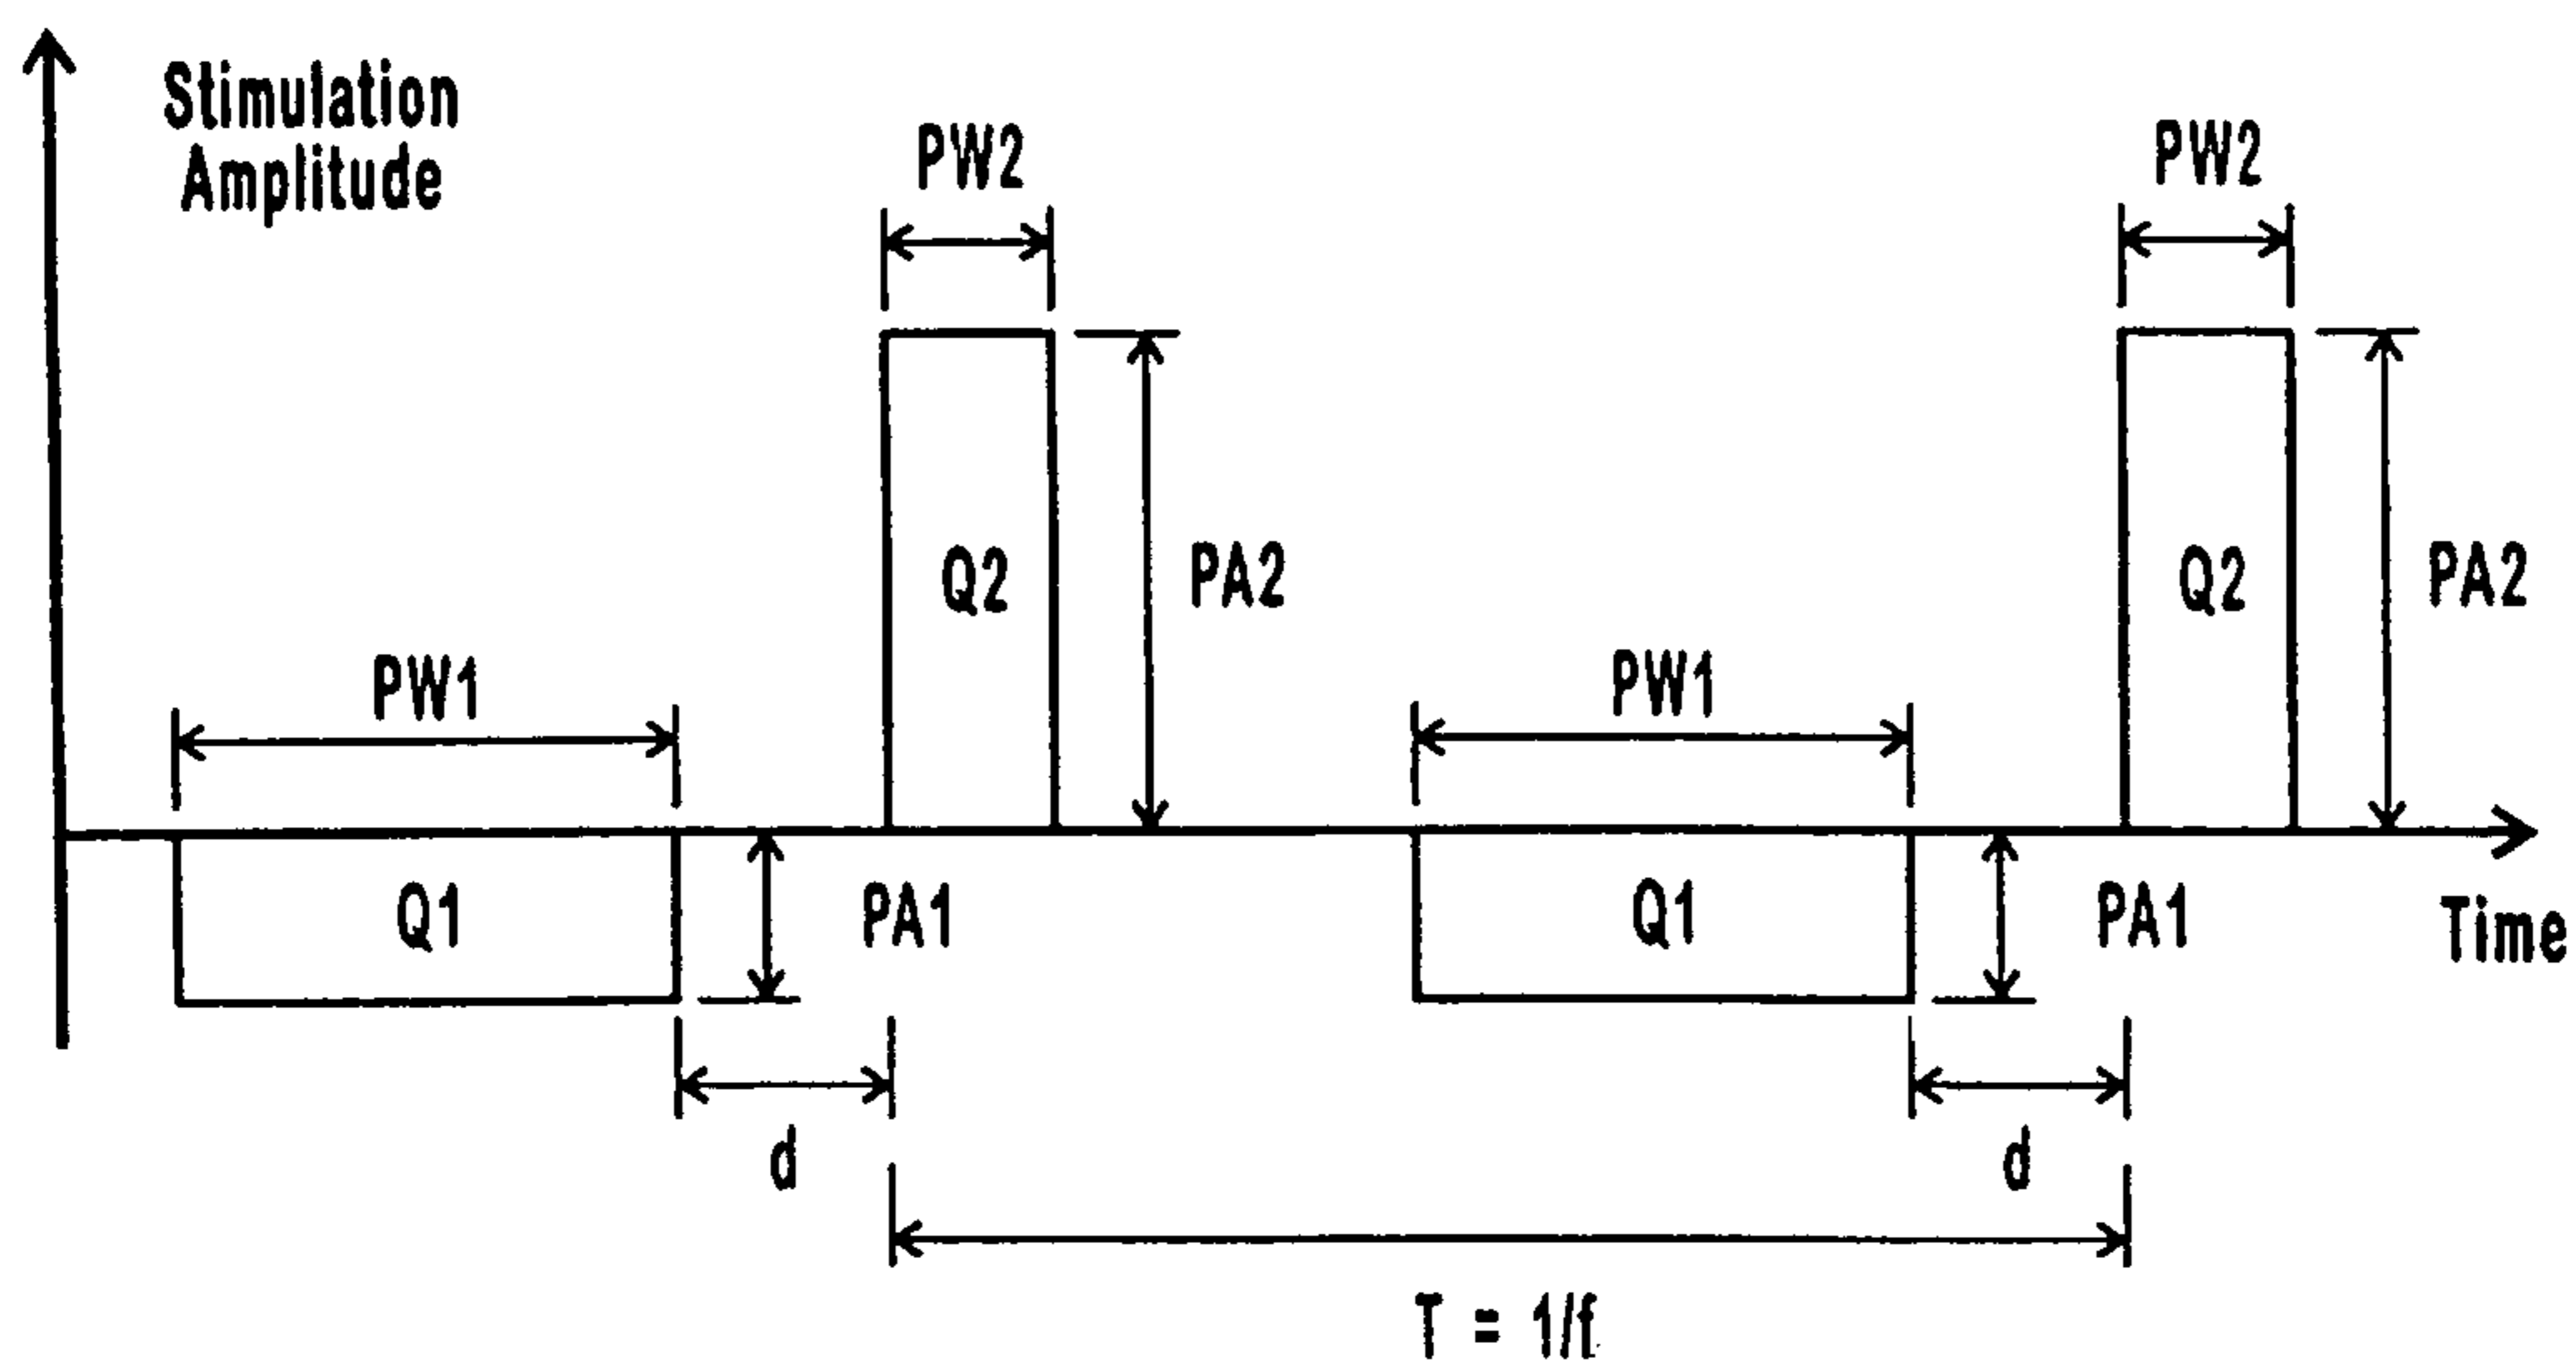 Stimulation
Amplitude
PW2
PW2
Q2
PA2
Q2
PA2
PW1
PW1
Q1
PA1
Q1
PA1
Time
d
d
T = 1/f